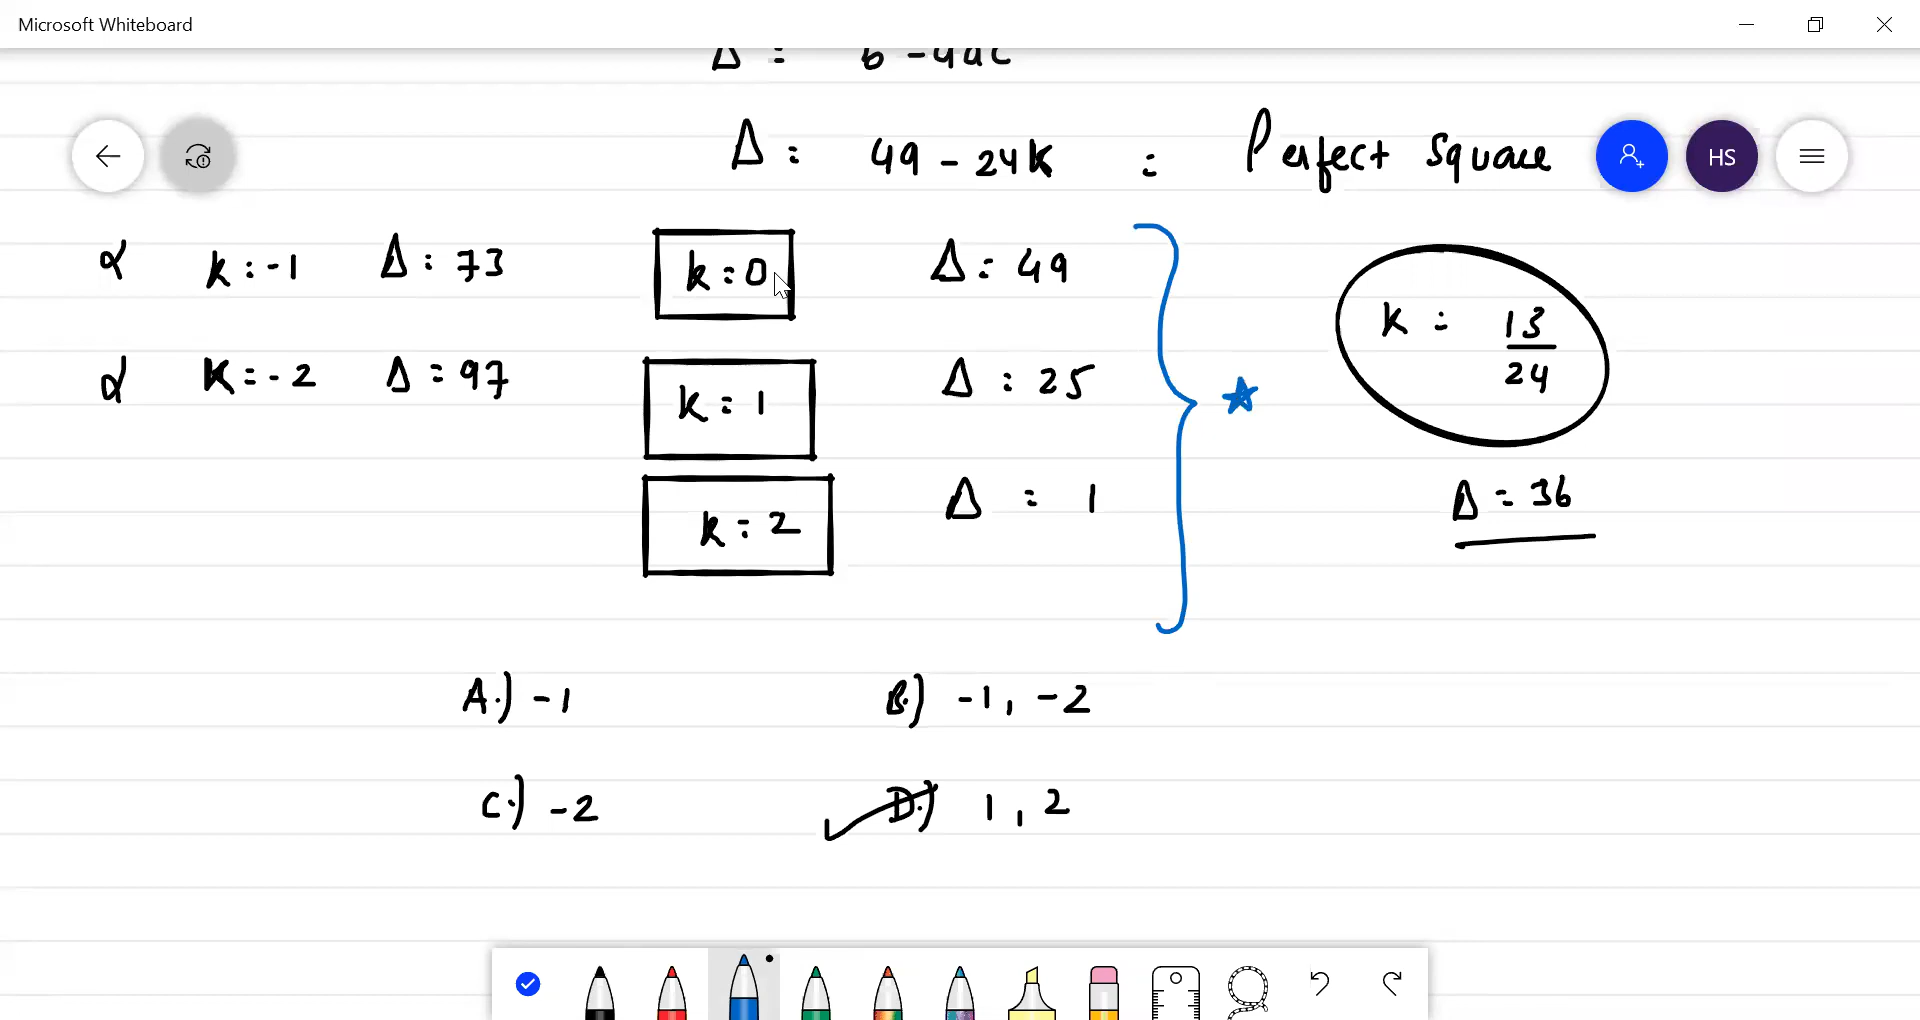 Microsoft Whiteboard
Δ = b - 4ac
Δ = 49 - 24K = Perfect Square
HS
α k = -1 Δ = 73 k = 0 Δ = 49
α K = -2 Δ = 97 k = 1 Δ = 25
k = 2 Δ = 1
K = 13/24
Δ = 36
A.) -1 B.) -1, -2
C.) -2 D.) 1, 2